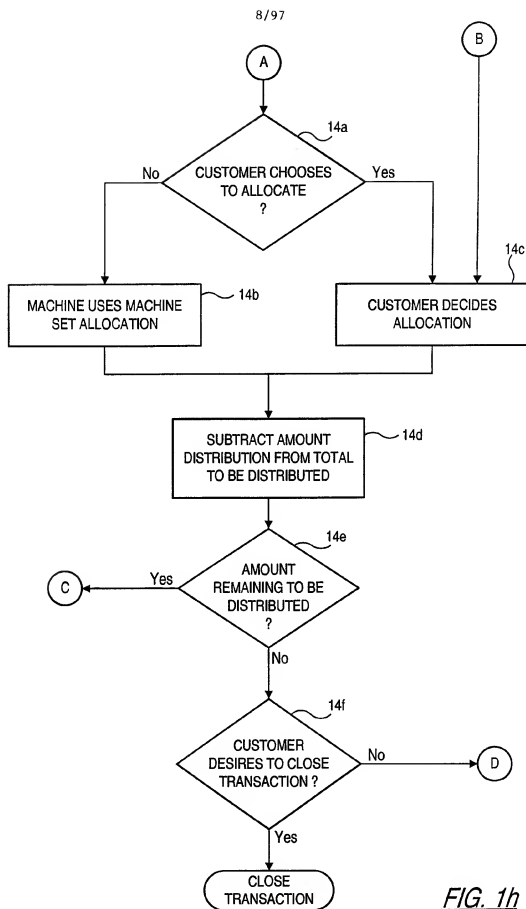 8/97
A
B
14a
CUSTOMER CHOOSES
TO ALLOCATE
?
No
Yes
14b
14c
MACHINE USES MACHINE
SET ALLOCATION
CUSTOMER DECIDES
ALLOCATION
14d
SUBTRACT AMOUNT
DISTRIBUTION FROM TOTAL
TO BE DISTRIBUTED
14e
AMOUNT
REMAINING TO BE
DISTRIBUTED
?
Yes
C
No
14f
CUSTOMER
DESIRES TO CLOSE
TRANSACTION ?
No
D
Yes
CLOSE
TRANSACTION
FIG. 1h